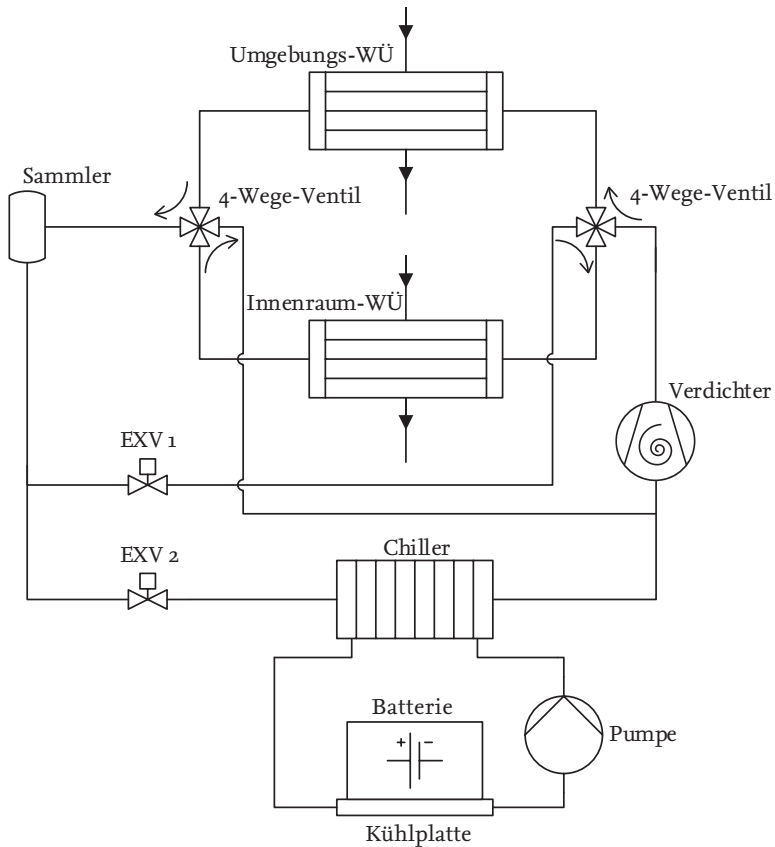 Umgebungs-WÜ
Sammler
4-Wege-Ventil
4-Wege-Ventil
Innenraum-WÜ
Verdichter
EXV 1
EXV 2
Chiller
Batterie
+ −
Pumpe
Kühlplatte